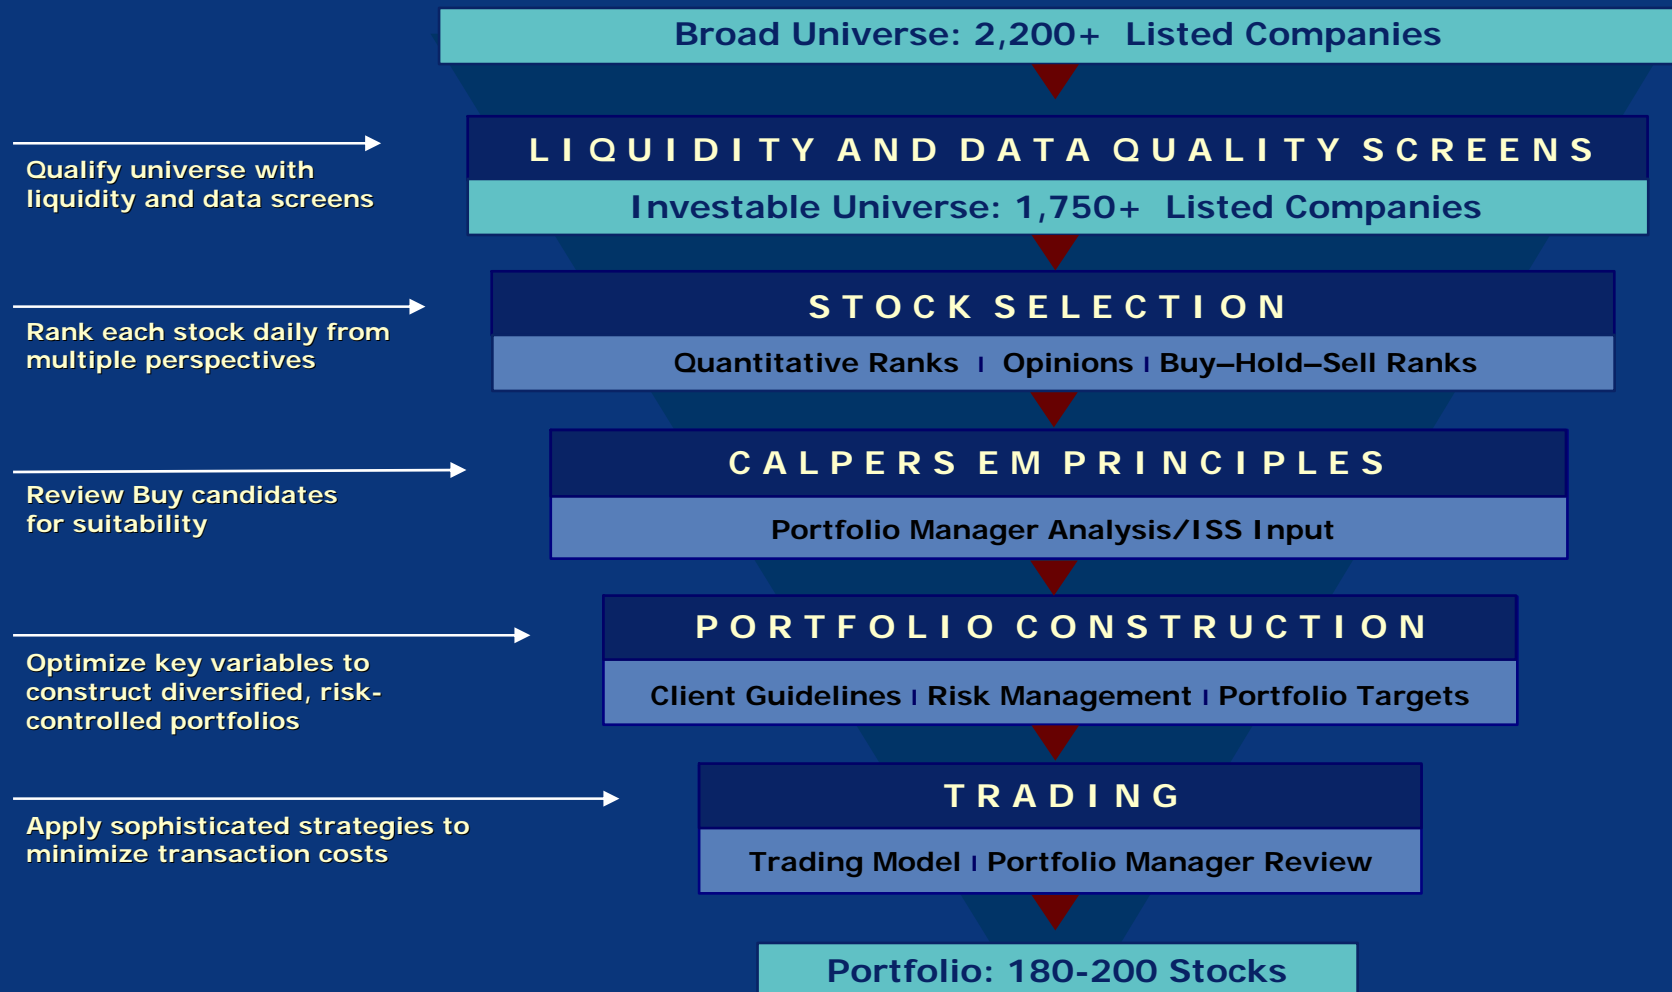 Broad Universe: 2,200+ Listed Companies
LIQUIDITY AND DATA QUALITY SCREENS
Qualify universe with
liquidity and data screens
Investable Universe: 1,750+ Listed Companies
STOCK SELECTION
Rank each stock daily from
multiple perspectives
Quantitative Ranks | Opinions | Buy–Hold–Sell Ranks
CALPERS EM PRINCIPLES
Review Buy candidates
for suitability
Portfolio Manager Analysis/ISS Input
PORTFOLIO CONSTRUCTION
Optimize key variables to
construct diversified, risk-
controlled portfolios
Client Guidelines | Risk Management | Portfolio Targets
TRADING
Apply sophisticated strategies to
minimize transaction costs
Trading Model | Portfolio Manager Review
Portfolio: 180-200 Stocks